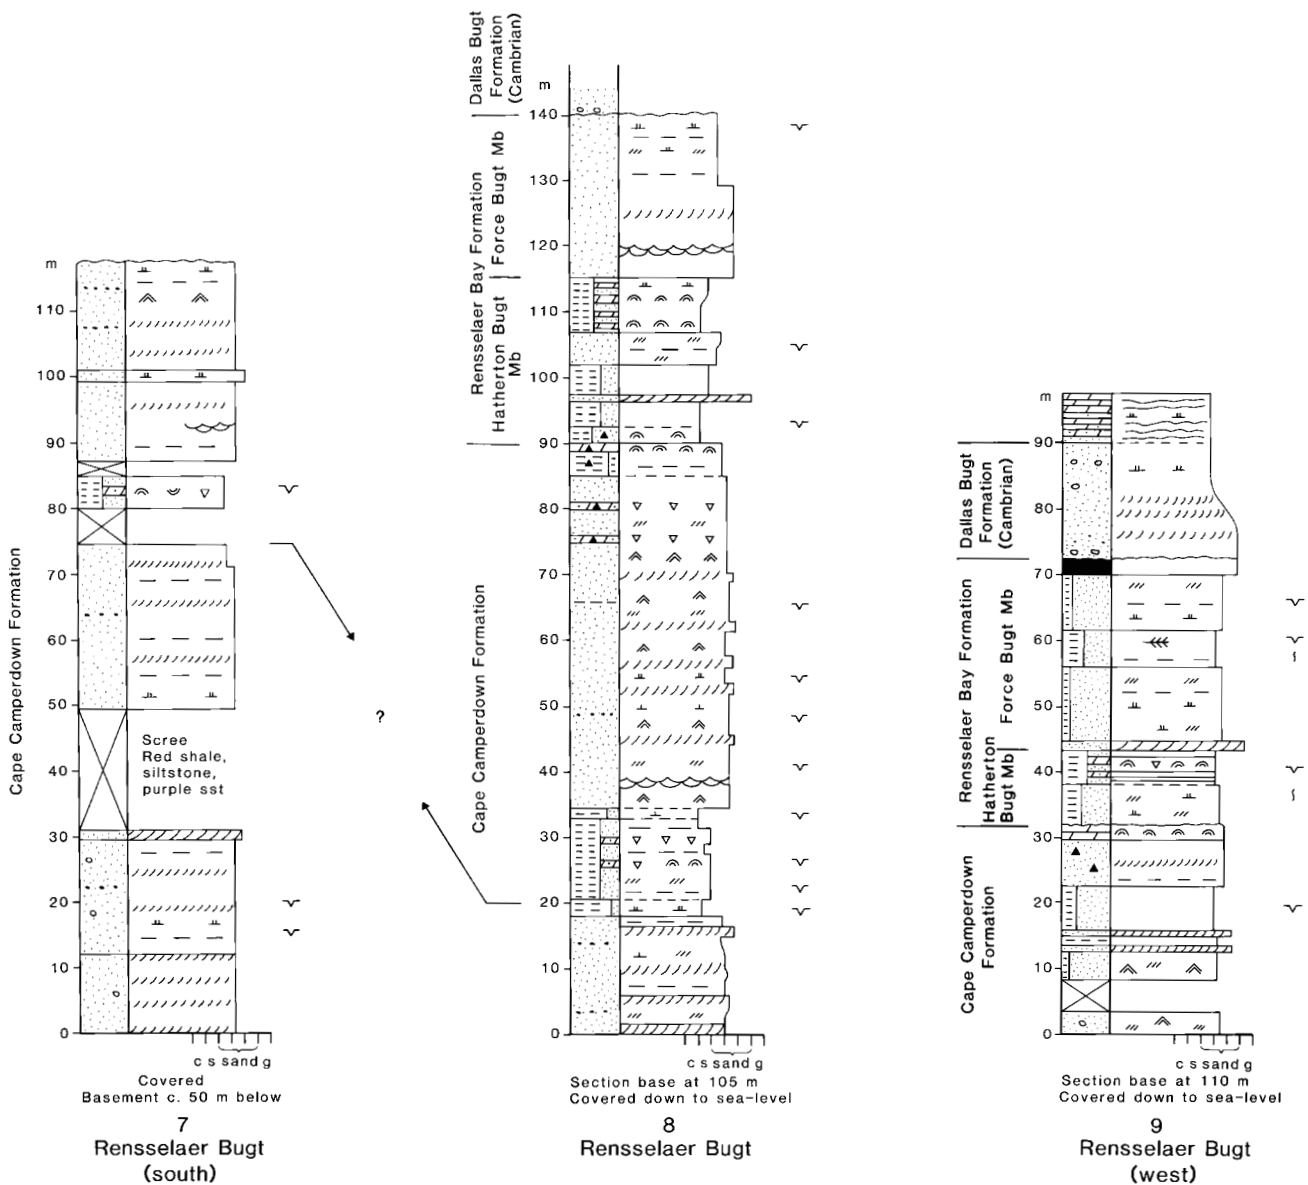 m
110
100
90
80
70
60
50
40
30
20
10
0
Cape Camperdown Formation
Scree
Red shale,
siltstone,
purple sst
c s sand g
Covered
Basement c. 50 m below
7
Rensselaer Bugt
(south)
?
Dallas Bugt
Formation
(Cambrian)
m
140
130
120
110
100
90
80
70
60
50
40
30
20
10
0
Rensselaer Bay Formation
Force Bugt Mb
Hatherton Bugt
Mb
Cape Camperdown Formation
c s sand g
Section base at 105 m
Covered down to sea-level
8
Rensselaer Bugt
m
90
80
70
60
50
40
30
20
10
0
Dallas Bugt
Formation
(Cambrian)
Rensselaer Bay Formation
Force Bugt Mb
Hatherton
Bugt Mb
Cape Camperdown
Formation
c s sand g
Section base at 110 m
Covered down to sea-level
9
Rensselaer Bugt
(west)